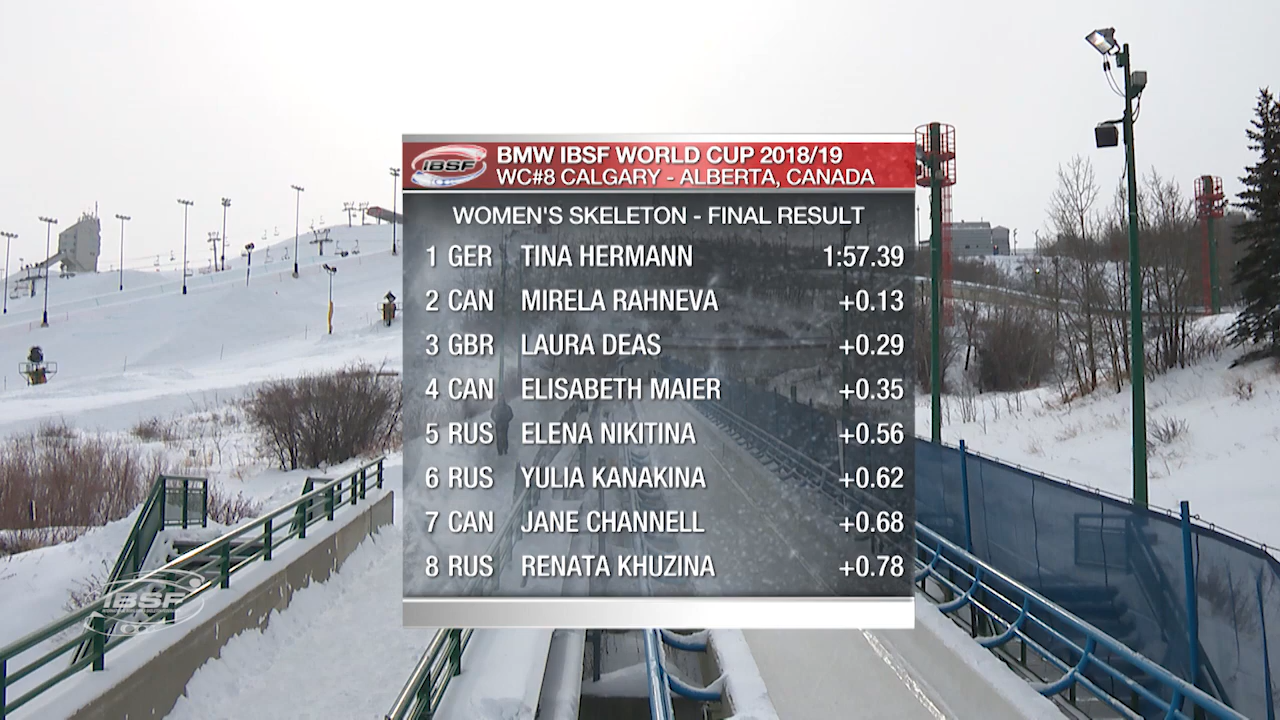 IBSF
BMW IBSF WORLD CUP 2018/19
WC#8 CALGARY - ALBERTA, CANADA
WOMEN'S SKELETON - FINAL RESULT
1 GER TINA HERMANN 1:57.39
2 CAN MIRELA RAHNEVA +0.13
3 GBR LAURA DEAS +0.29
4 CAN ELISABETH MAIER +0.35
5 RUS ELENA NIKITINA +0.56
6 RUS YULIA KANAKINA +0.62
7 CAN JANE CHANNELL +0.68
8 RUS RENATA KHUZINA +0.78
IBSF